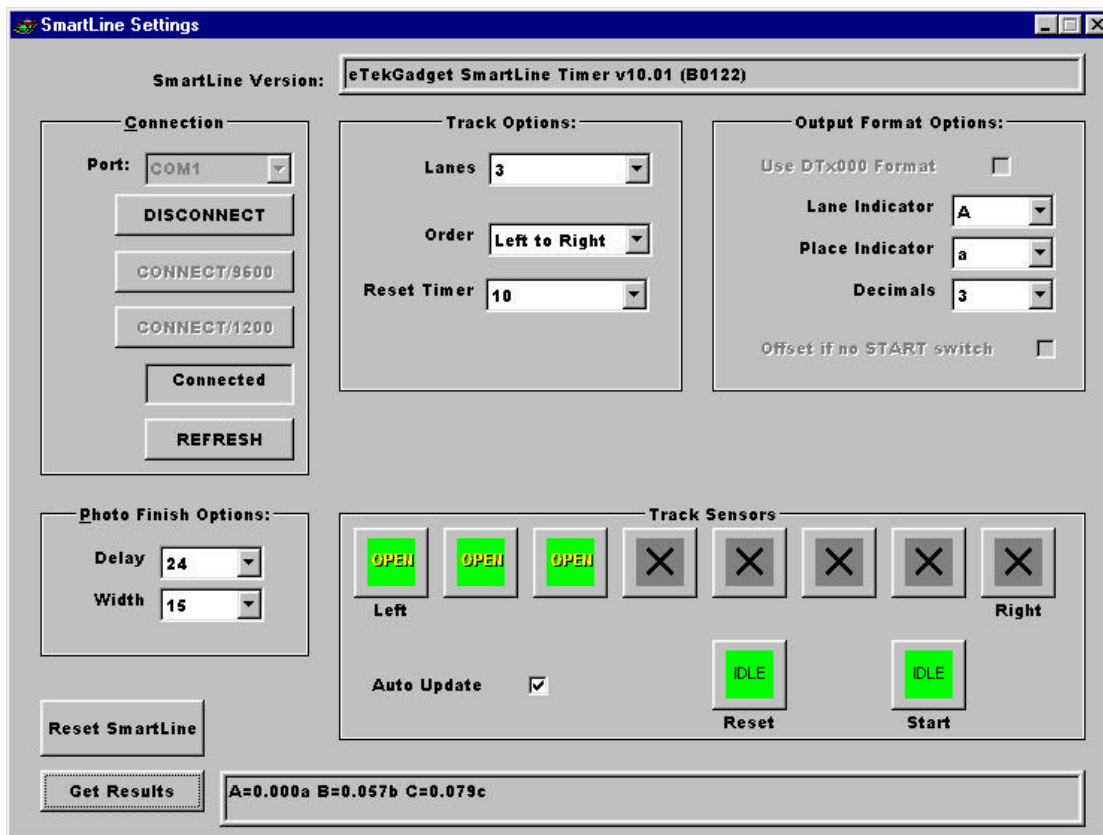 SmartLine Settings
SmartLine Version: eTekGadget SmartLine Timer v10.01 (B0122)
Connection
Port: COM1
DISCONNECT
CONNECT/9600
CONNECT/1200
Connected
REFRESH
Track Options:
Lanes 3
Order Left to Right
Reset Timer 10
Output Format Options:
Use DTx000 Format
Lane Indicator A
Place Indicator a
Decimals 3
Offset if no START switch
Photo Finish Options:
Delay 24
Width 15
Track Sensors
OPEN OPEN OPEN
Left Right
Auto Update
IDLE IDLE
Reset Start
Reset SmartLine
Get Results
A=0.000a B=0.057b C=0.079c